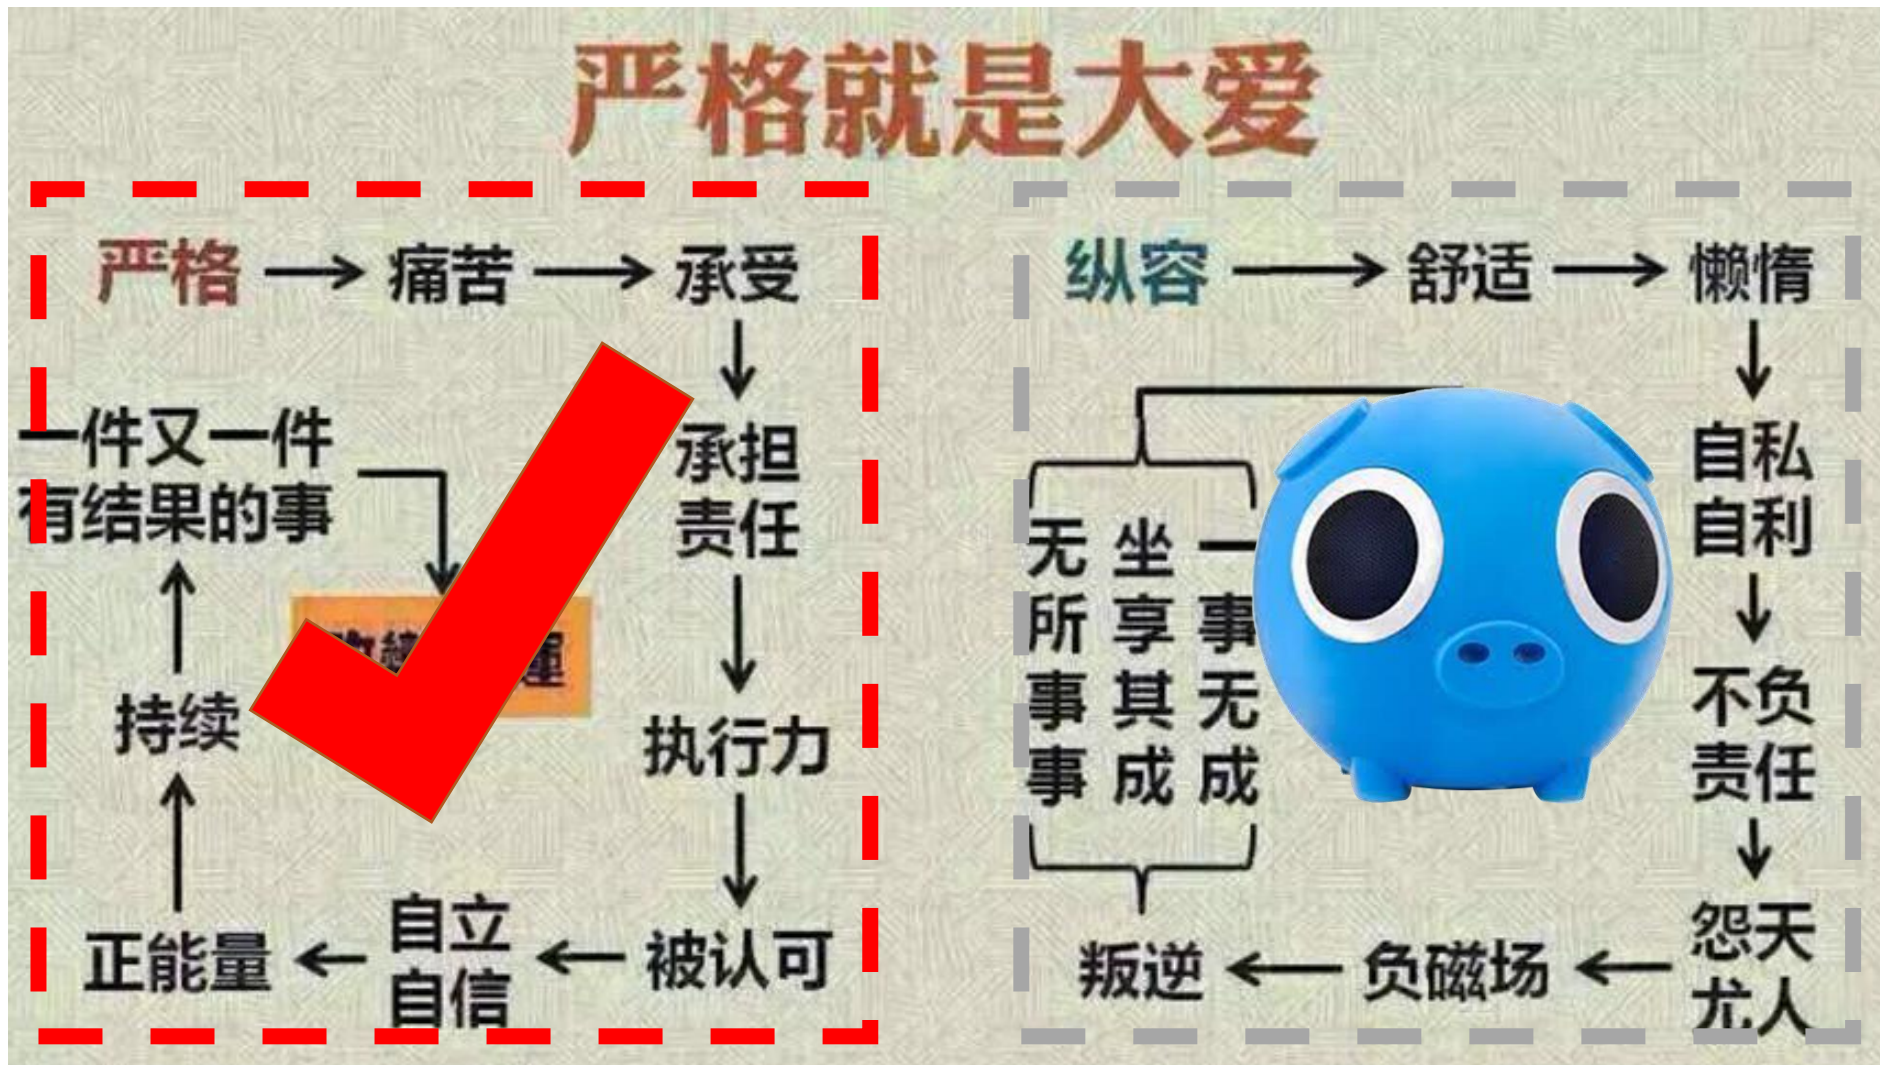 严格就是大爱
严格
痛苦
承受
承担
责任
执行力
被认可
自立
自信
正能量
持续
一件又一件
有结果的事
纵容
舒适
懒惰
自私
自利
不负
责任
怨天
尤人
负磁场
叛逆
无所事事
坐享其成
一事无成